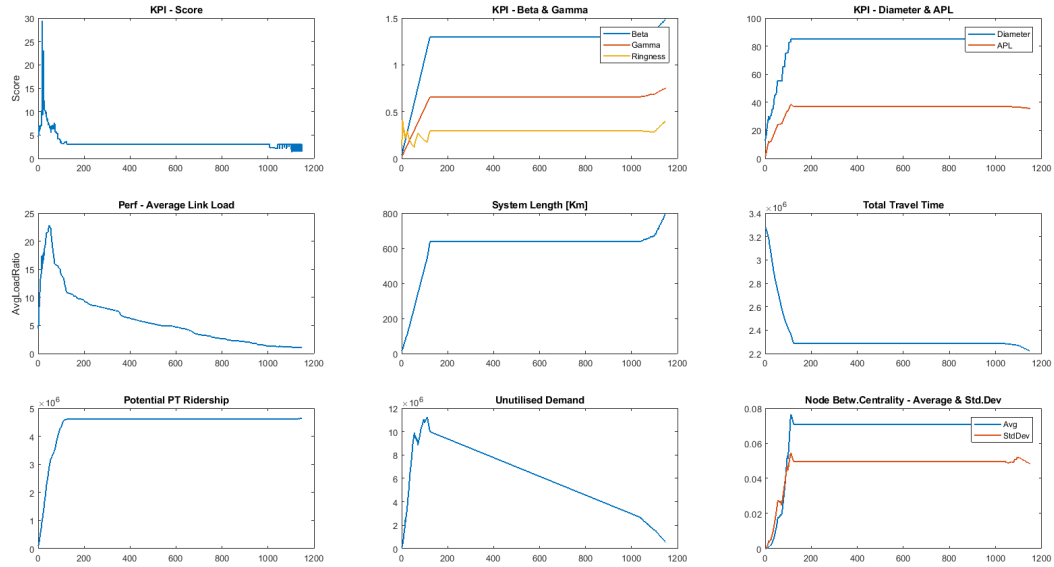 KPI - Score
Score
30
25
20
15
10
5
0
0 200 400 600 800 1000 1200
KPI - Beta & Gamma
1.5
1
0.5
0
0 200 400 600 800 1000 1200
Beta
Gamma
Ringness
KPI - Diameter & APL
100
80
60
40
20
0
0 200 400 600 800 1000 1200
Diameter
APL
Perf - Average Link Load
AvgLoadRatio
25
20
15
10
5
0
0 200 400 600 800 1000 1200
System Length [Km]
800
600
400
200
0
0 200 400 600 800 1000 1200
Total Travel Time
×10⁶
3.4
3.2
3
2.8
2.6
2.4
2.2
0 200 400 600 800 1000 1200
Potential PT Ridership
×10⁶
5
4
3
2
1
0
0 200 400 600 800 1000 1200
Unutilised Demand
×10⁶
12
10
8
6
4
2
0
0 200 400 600 800 1000 1200
Node Betw.Centrality - Average & Std.Dev
0.08
0.06
0.04
0.02
0
0 200 400 600 800 1000 1200
Avg
StdDev